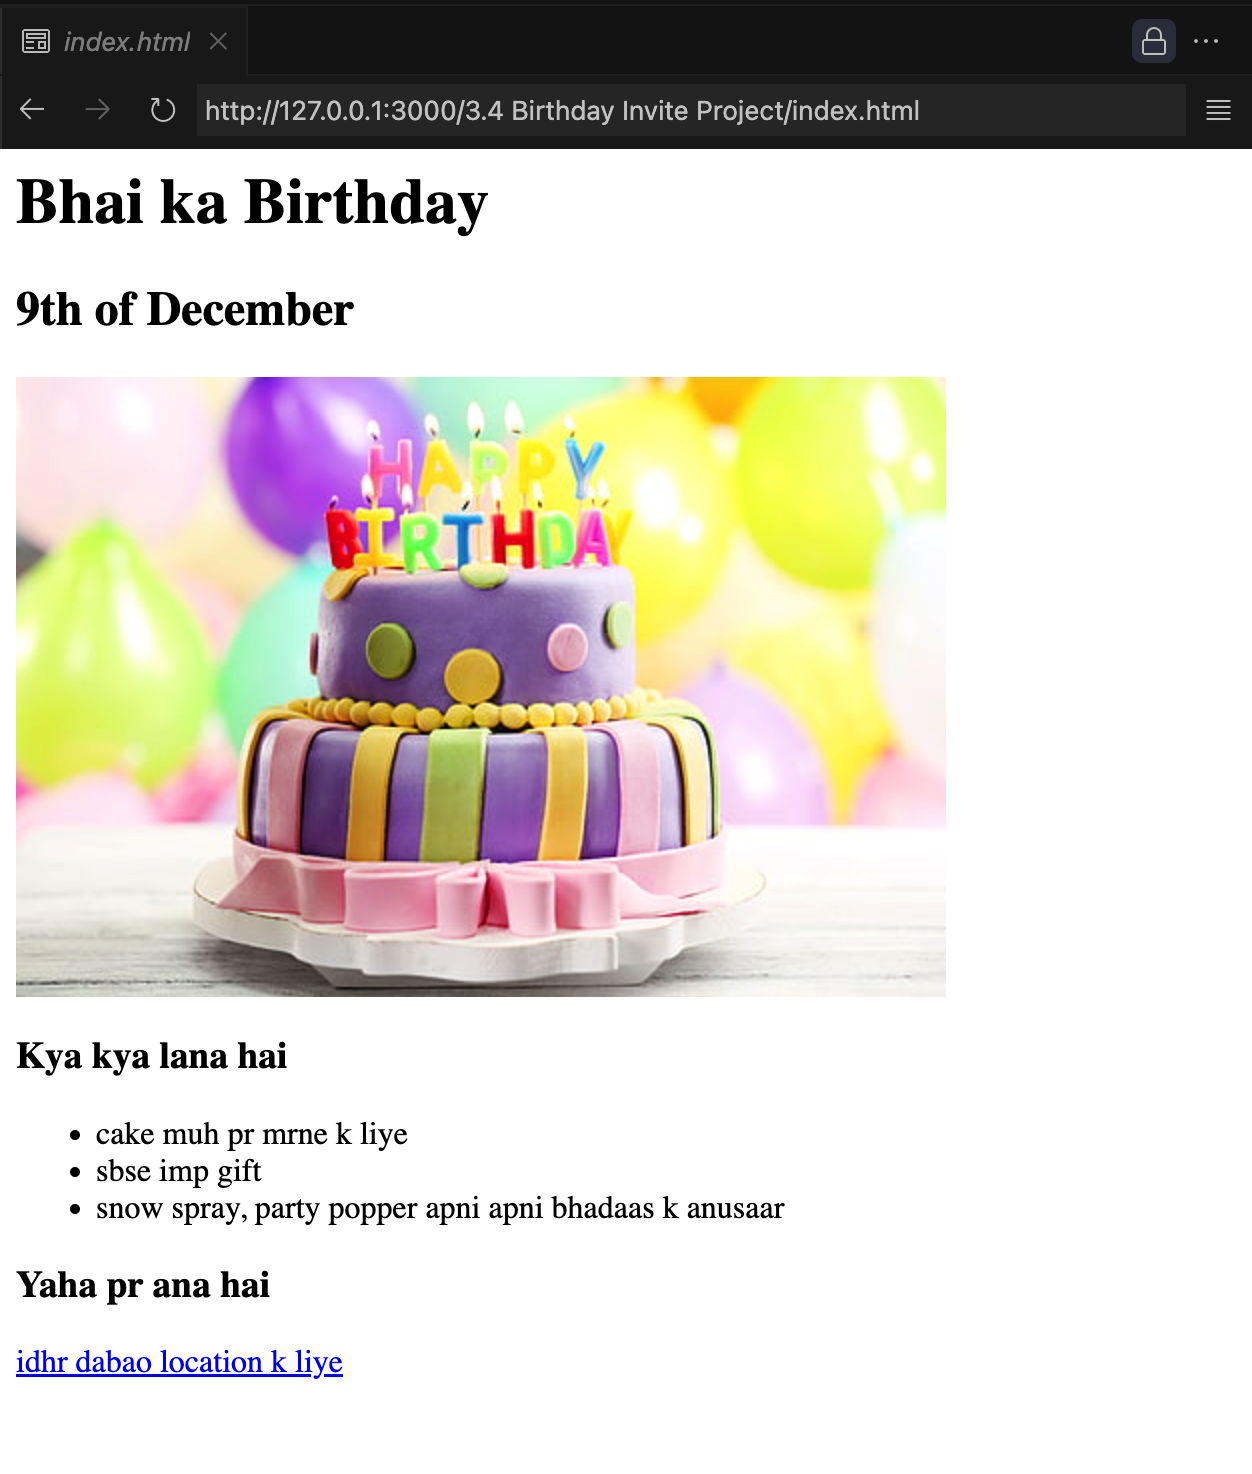 index.html
http://127.0.0.1:3000/3.4 Birthday Invite Project/index.html
Bhai ka Birthday
9th of December
HAPPY
BIRTHDAY
Kya kya lana hai
cake muh pr mrne k liye
sbse imp gift
snow spray, party popper apni apni bhadaas k anusaar
Yaha pr ana hai
idhr dabao location k liye